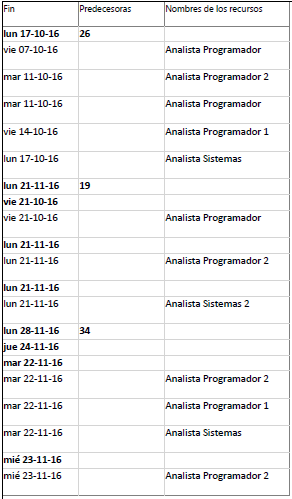 Fin Predecesoras Nombres de los recursos
lun 17-10-16 26
vie 07-10-16 Analista Programador
mar 11-10-16 Analista Programador 2
mar 11-10-16 Analista Programador
vie 14-10-16 Analista Programador 1
lun 17-10-16 Analista Sistemas
lun 21-11-16 19
vie 21-10-16
vie 21-10-16 Analista Programador
lun 21-11-16
lun 21-11-16 Analista Programador 2
lun 21-11-16
lun 21-11-16 Analista Sistemas 2
lun 28-11-16 34
jue 24-11-16
mar 22-11-16
mar 22-11-16 Analista Programador 2
mar 22-11-16 Analista Programador 1
mar 22-11-16 Analista Sistemas
mié 23-11-16
mié 23-11-16 Analista Programador 2